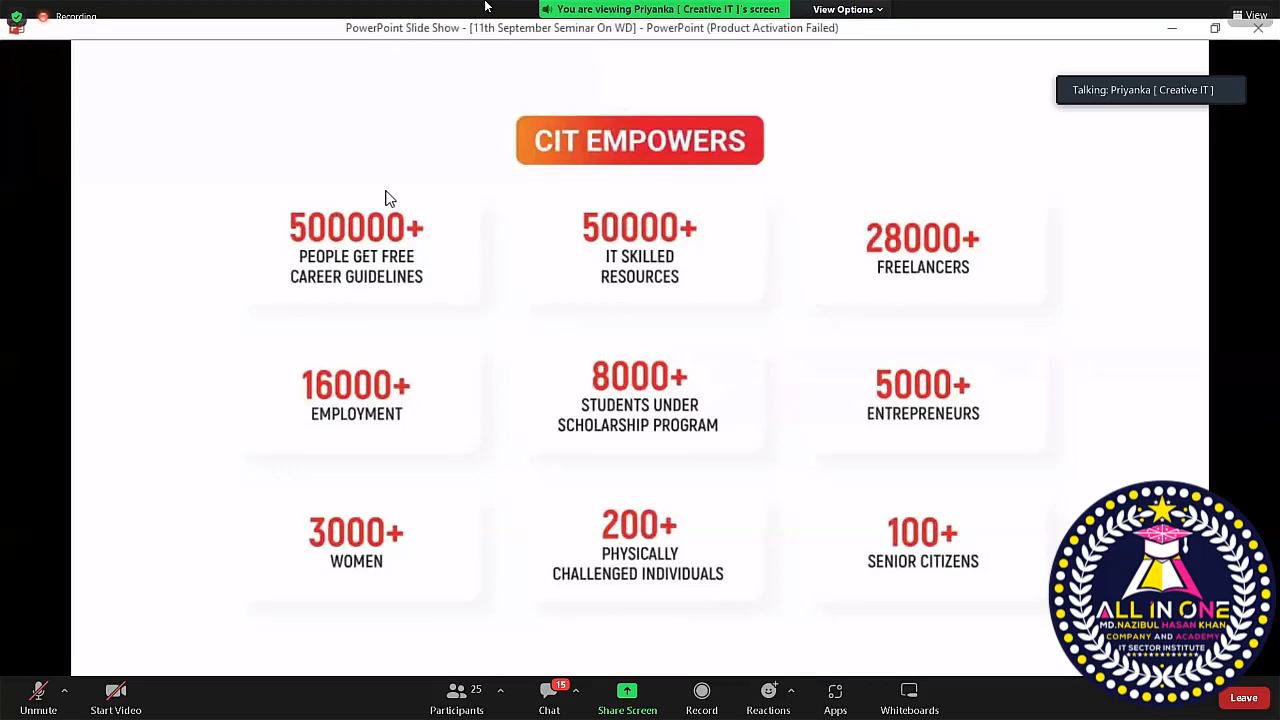 Recording
You are viewing Priyanka [ Creative IT ]'s screen
View Options
View
PowerPoint Slide Show - [11th September Seminar On WD] - PowerPoint (Product Activation Failed)
Talking: Priyanka [ Creative IT ]
CIT EMPOWERS
500000+
PEOPLE GET FREE
CAREER GUIDELINES
50000+
IT SKILLED
RESOURCES
28000+
FREELANCERS
16000+
EMPLOYMENT
8000+
STUDENTS UNDER
SCHOLARSHIP PROGRAM
5000+
ENTREPRENEURS
3000+
WOMEN
200+
PHYSICALLY
CHALLENGED INDIVIDUALS
100+
SENIOR CITIZENS
ALL IN ONE
MD.NAZIBUL HASAN KHAN
COMPANY AND ACADEMY
IT SECTOR INSTITUTE
Unmute
Start Video
25
Participants
15
Chat
Share Screen
Record
Reactions
Apps
Whiteboards
Leave